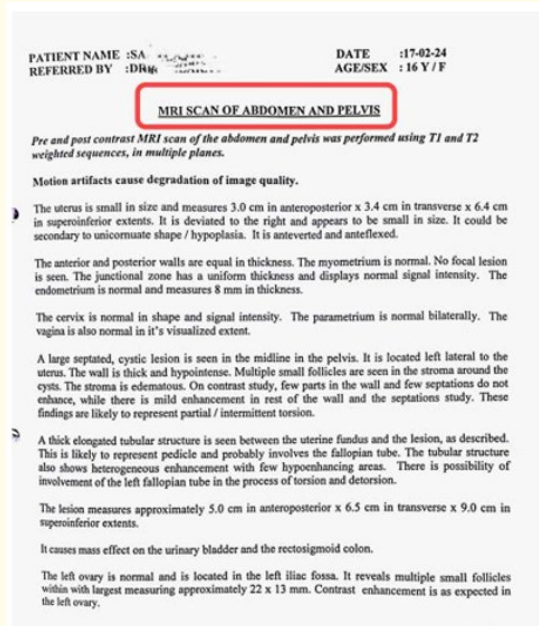 PATIENT NAME :SA DATE :17-02-24
REFERRED BY :DR AGE/SEX : 16 Y / F
MRI SCAN OF ABDOMEN AND PELVIS
Pre and post contrast MRI scan of the abdomen and pelvis was performed using T1 and T2
weighted sequences, in multiple planes.
Motion artifacts cause degradation of image quality.
The uterus is small in size and measures 3.0 cm in anteroposterior x 3.4 cm in transverse x 6.4 cm
in superoinferior extents. It is deviated to the right and appears to be small in size. It could be
secondary to unicornuate shape / hypoplasia. It is anteverted and anteflexed.
The anterior and posterior walls are equal in thickness. The myometrium is normal. No focal lesion
is seen. The junctional zone has a uniform thickness and displays normal signal intensity. The
endometrium is normal and measures 8 mm in thickness.
The cervix is normal in shape and signal intensity. The parametrium is normal bilaterally. The
vagina is also normal in it's visualized extent.
A large septated, cystic lesion is seen in the midline in the pelvis. It is located left lateral to the
uterus. The wall is thick and hypointense. Multiple small follicles are seen in the stroma around the
cysts. The stroma is edematous. On contrast study, few parts in the wall and few septations do not
enhance, while there is mild enhancement in rest of the wall and the septations study. These
findings are likely to represent partial / intermittent torsion.
A thick elongated tubular structure is seen between the uterine fundus and the lesion, as described.
This is likely to represent pedicle and probably involves the fallopian tube. The tubular structure
also shows heterogeneous enhancement with few hypoenhancing areas. There is possibility of
involvement of the left fallopian tube in the process of torsion and detorsion.
The lesion measures approximately 5.0 cm in anteroposterior x 6.5 cm in transverse x 9.0 cm in
superoinferior extents.
It causes mass effect on the urinary bladder and the rectosigmoid colon.
The left ovary is normal and is located in the left iliac fossa. It reveals multiple small follicles
within with largest measuring approximately 22 x 13 mm. Contrast enhancement is as expected in
the left ovary.